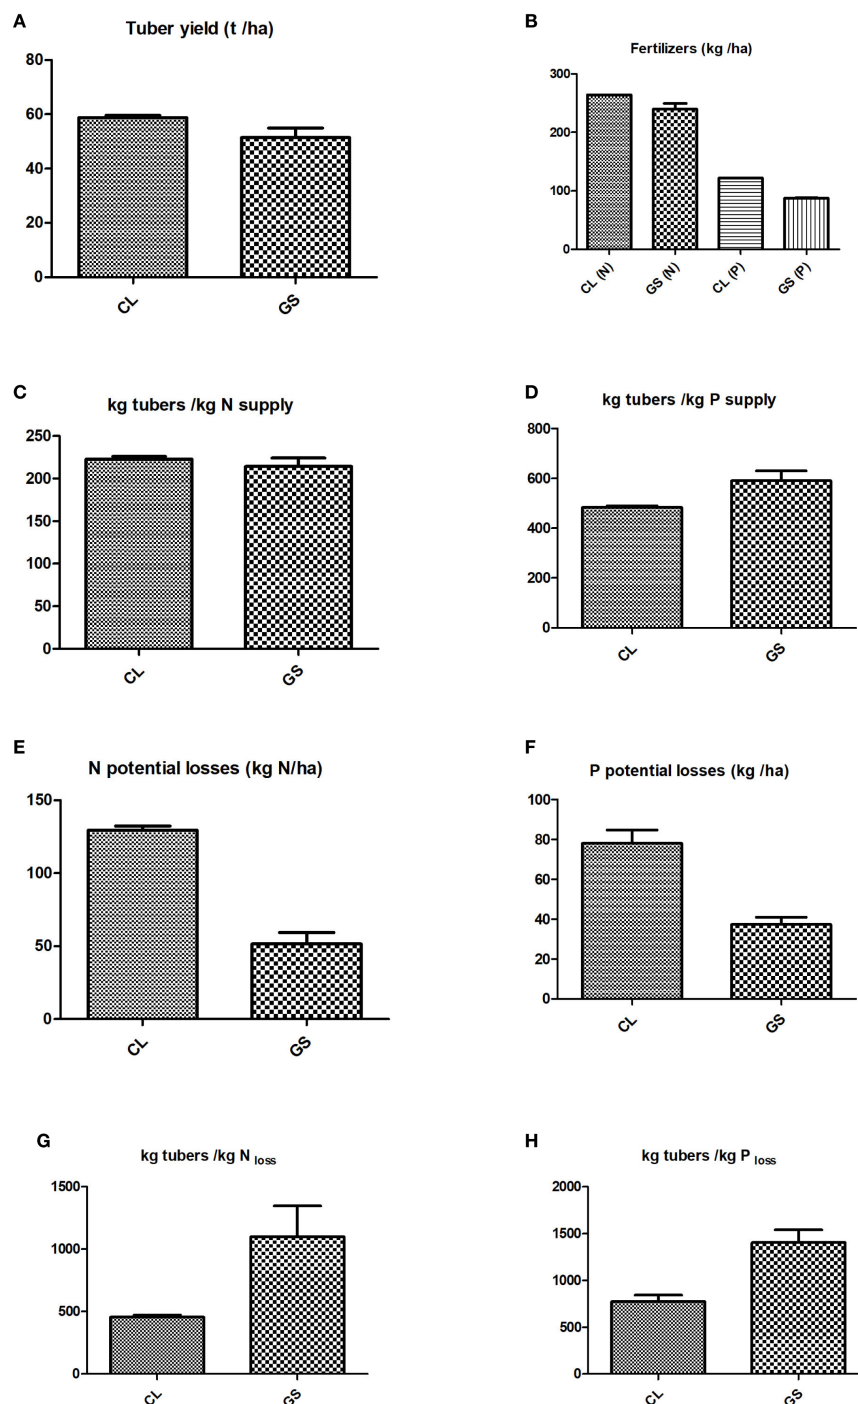 A
Tuber yield (t /ha)
80
60
40
20
0
CL
GS
B
Fertilizers (kg /ha)
300
200
100
0
CL (N)
GS (N)
CL (P)
GS (P)
C
kg tubers /kg N supply
250
200
150
100
50
0
CL
GS
D
kg tubers /kg P supply
800
600
400
200
0
CL
GS
E
N potential losses (kg N/ha)
150
100
50
0
CL
GS
F
P potential losses (kg /ha)
100
80
60
40
20
0
CL
GS
G
kg tubers /kg N loss
1500
1000
500
0
CL
GS
H
kg tubers /kg P loss
2000
1500
1000
500
0
CL
GS